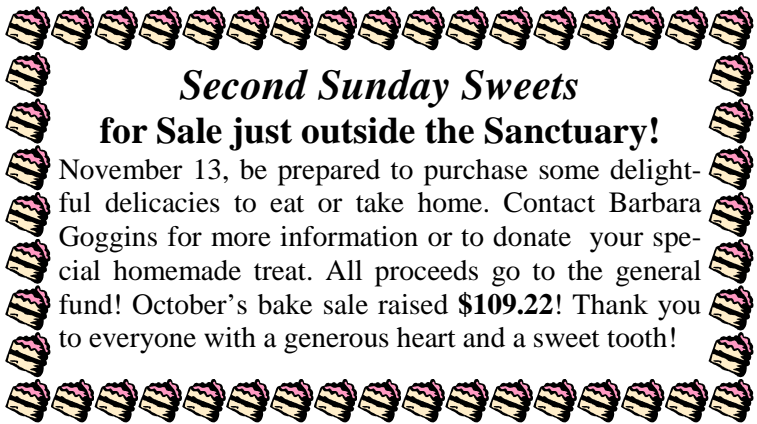 Second Sunday Sweets
for Sale just outside the Sanctuary!
November 13, be prepared to purchase some delight-
ful delicacies to eat or take home. Contact Barbara
Goggins for more information or to donate  your spe-
cial homemade treat. All proceeds go to the general
fund! October’s bake sale raised $109.22! Thank you
to everyone with a generous heart and a sweet tooth!